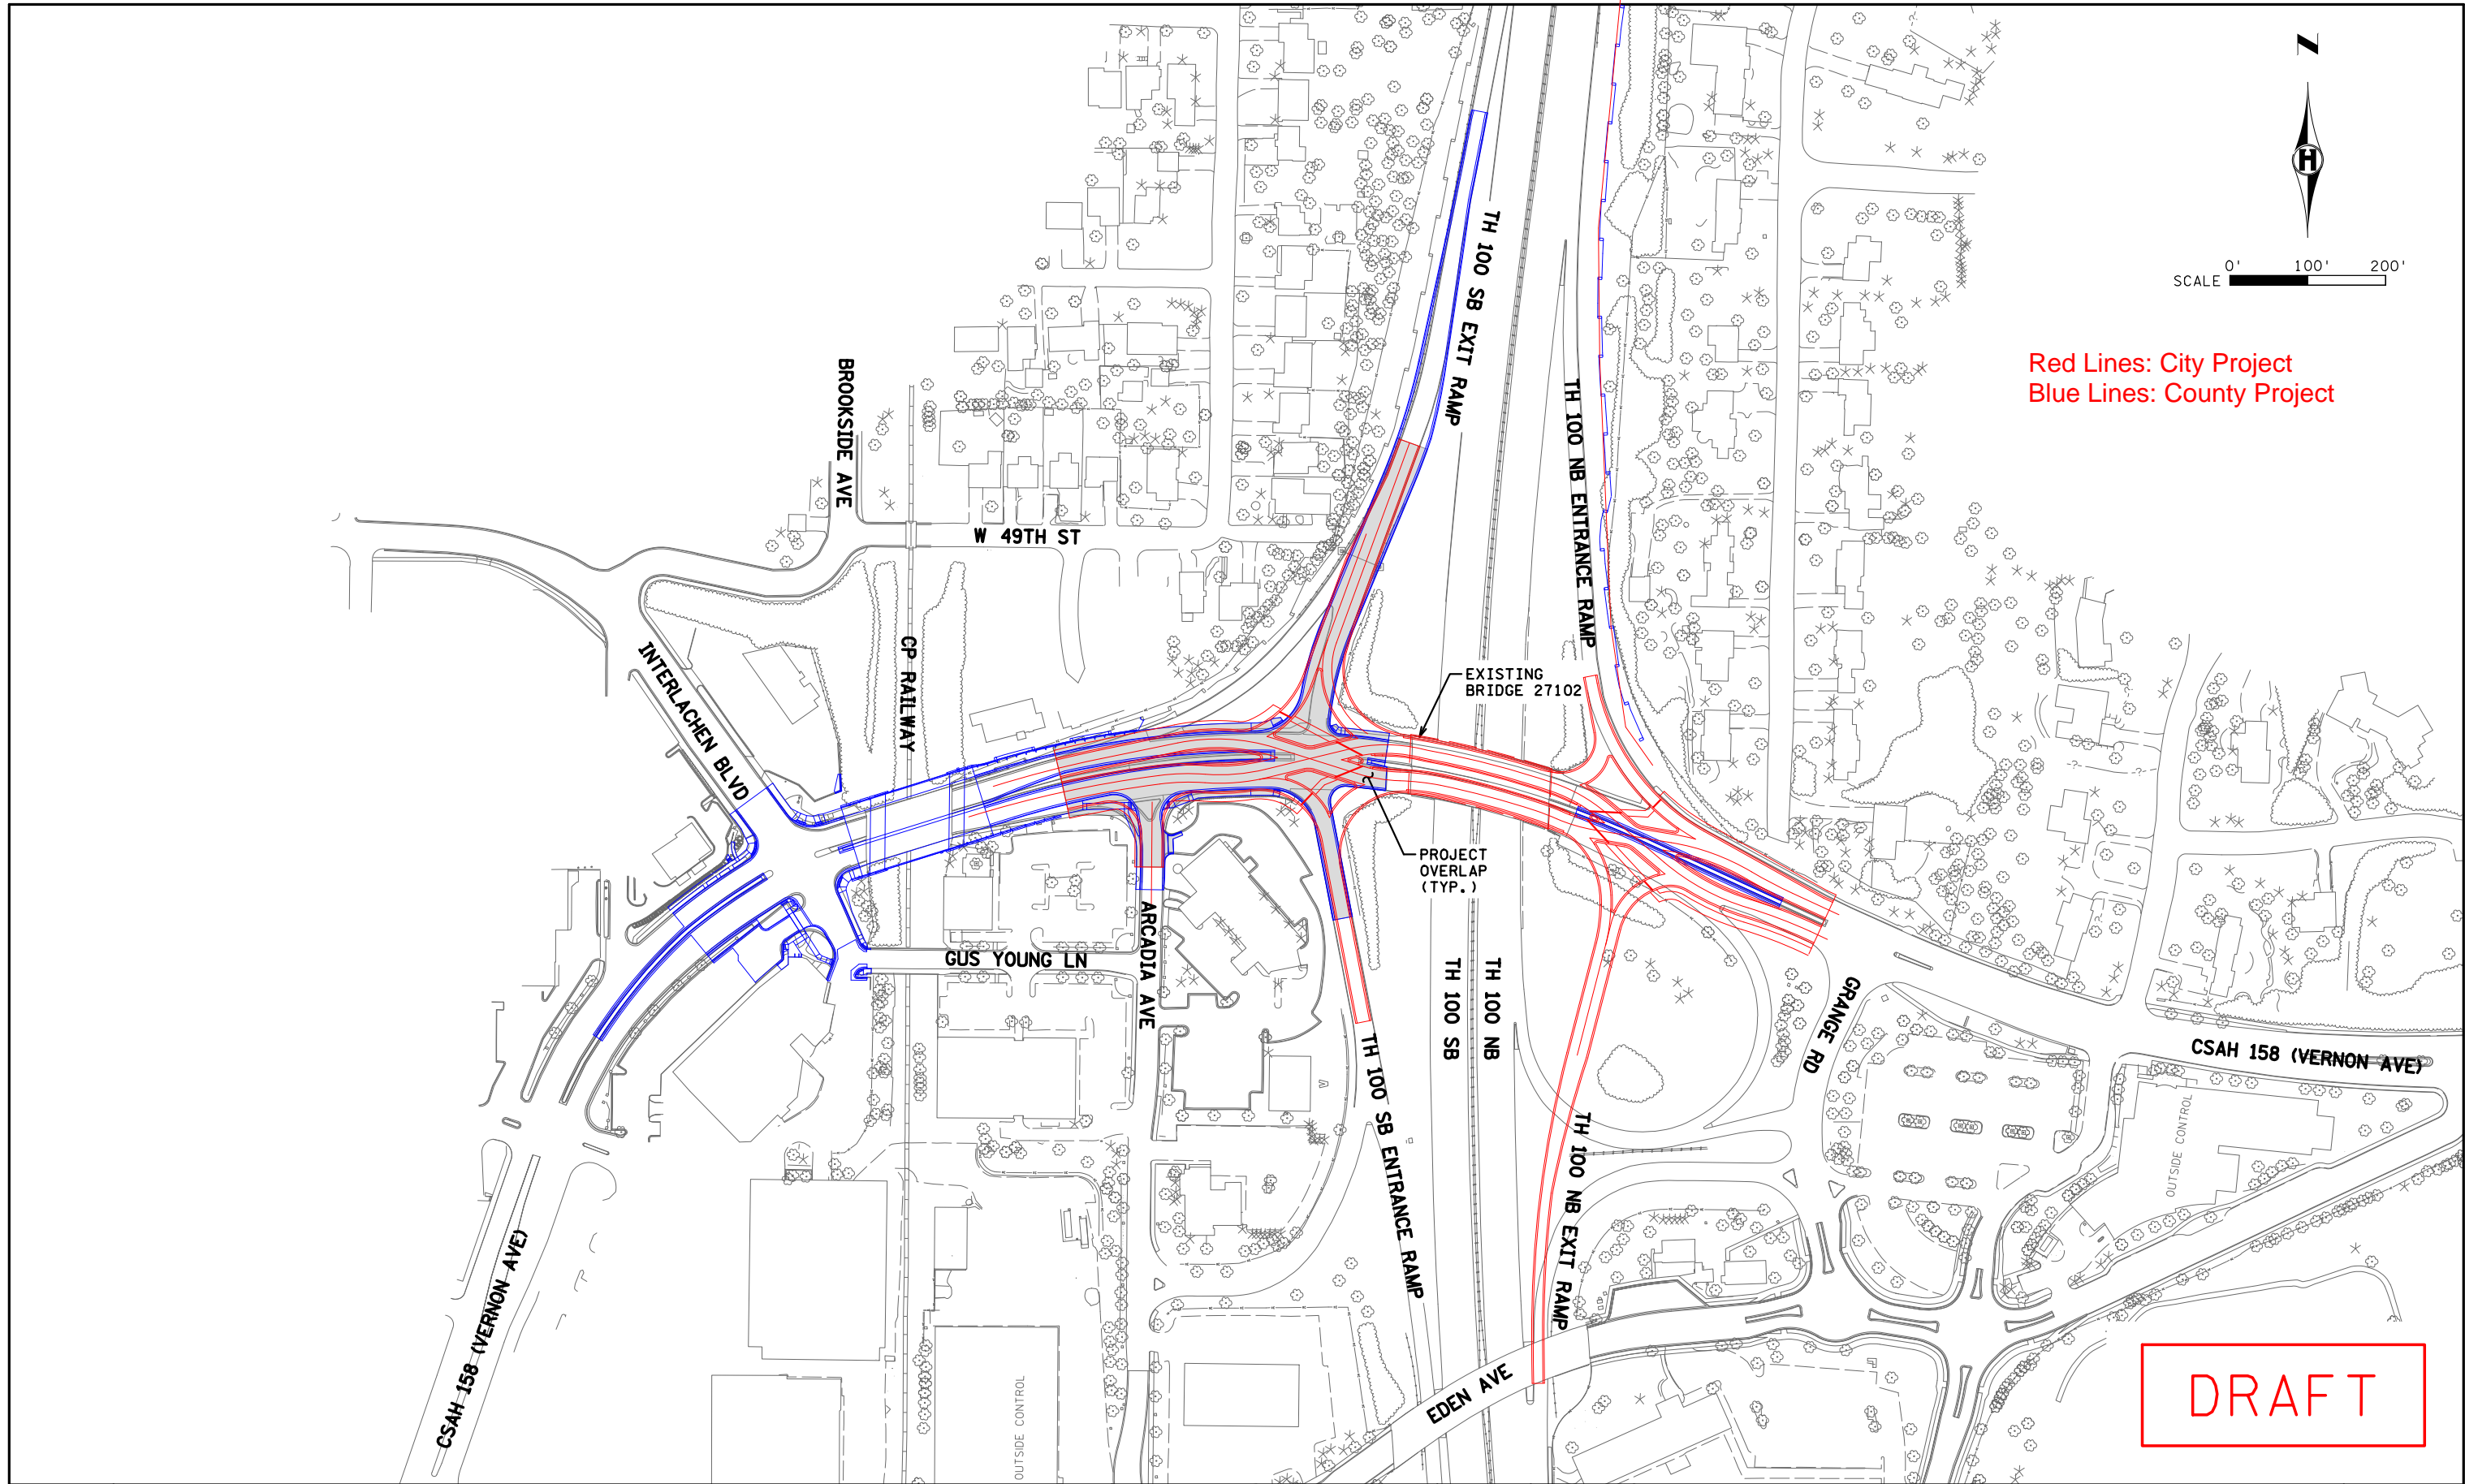 N
H
0' 100' 200'
SCALE
Red Lines: City Project
Blue Lines: County Project
TH 100 SB EXIT RAMP
TH 100 NB ENTRANCE RAMP
BROOKSIDE AVE
W 49TH ST
INTERLACHEN BLVD
CP RAILWAY
EXISTING
BRIDGE 27102
PROJECT
OVERLAP
(TYP.)
ARCADIA AVE
GUS YOUNG LN
TH 100 SB
TH 100 NB
GRANGE RD
CSAH 158 (VERNON AVE)
TH 100 SB ENTRANCE RAMP
TH 100 NB EXIT RAMP
OUTSIDE CONTROL
CSAH 158 (VERNON AVE)
EDEN AVE
OUTSIDE CONTROL
DRAFT